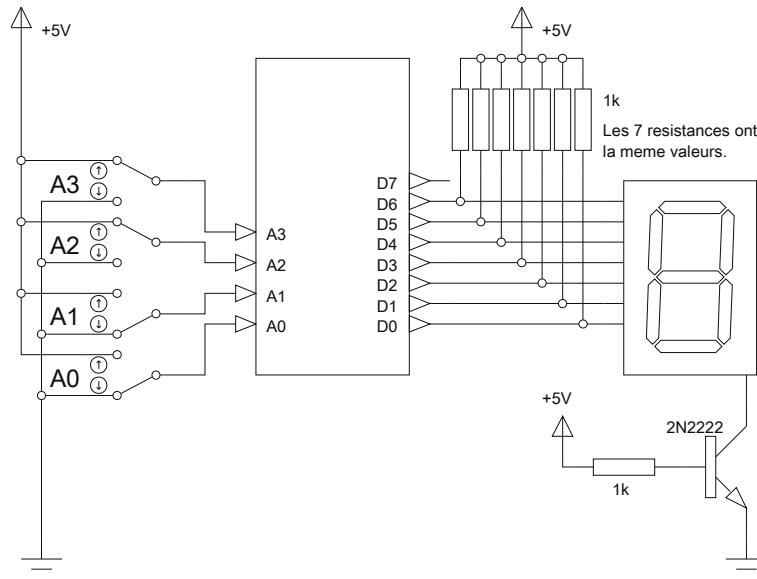 +5V
+5V
1k
Les 7 resistances ont
la meme valeurs.
A3
↑
↓
A2
↑
↓
A1
↑
↓
A0
↑
↓
A3
A2
A1
A0
D7
D6
D5
D4
D3
D2
D1
D0
+5V
2N2222
1k